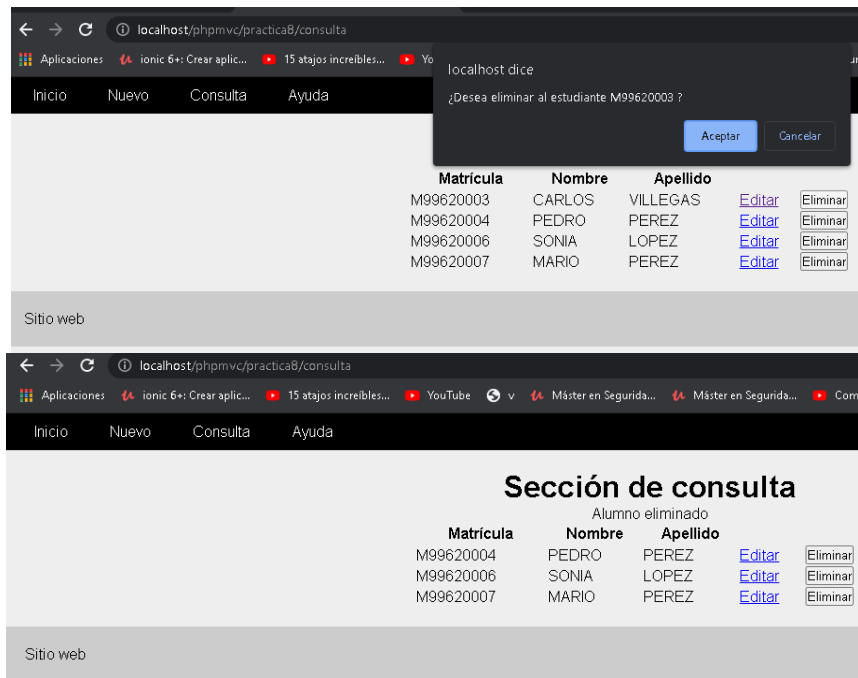 localhost/phpmvc/practica8/consulta
Aplicaciones ionic 6+: Crear aplic... 15 atajos increíbles... Yo
localhost dice
¿Desea eliminar al estudiante M99620003 ?
Aceptar Cancelar
Inicio Nuevo Consulta Ayuda
Matrícula Nombre Apellido
M99620003 CARLOS VILLEGAS Editar Eliminar
M99620004 PEDRO PEREZ Editar Eliminar
M99620006 SONIA LOPEZ Editar Eliminar
M99620007 MARIO PEREZ Editar Eliminar
Sitio web
localhost/phpmvc/practica8/consulta
Aplicaciones ionic 6+: Crear aplic... 15 atajos increíbles... YouTube v Máster en Segurida... Máster en Segurida... Com
Inicio Nuevo Consulta Ayuda
Sección de consulta
Alumno eliminado
Matrícula Nombre Apellido
M99620004 PEDRO PEREZ Editar Eliminar
M99620006 SONIA LOPEZ Editar Eliminar
M99620007 MARIO PEREZ Editar Eliminar
Sitio web